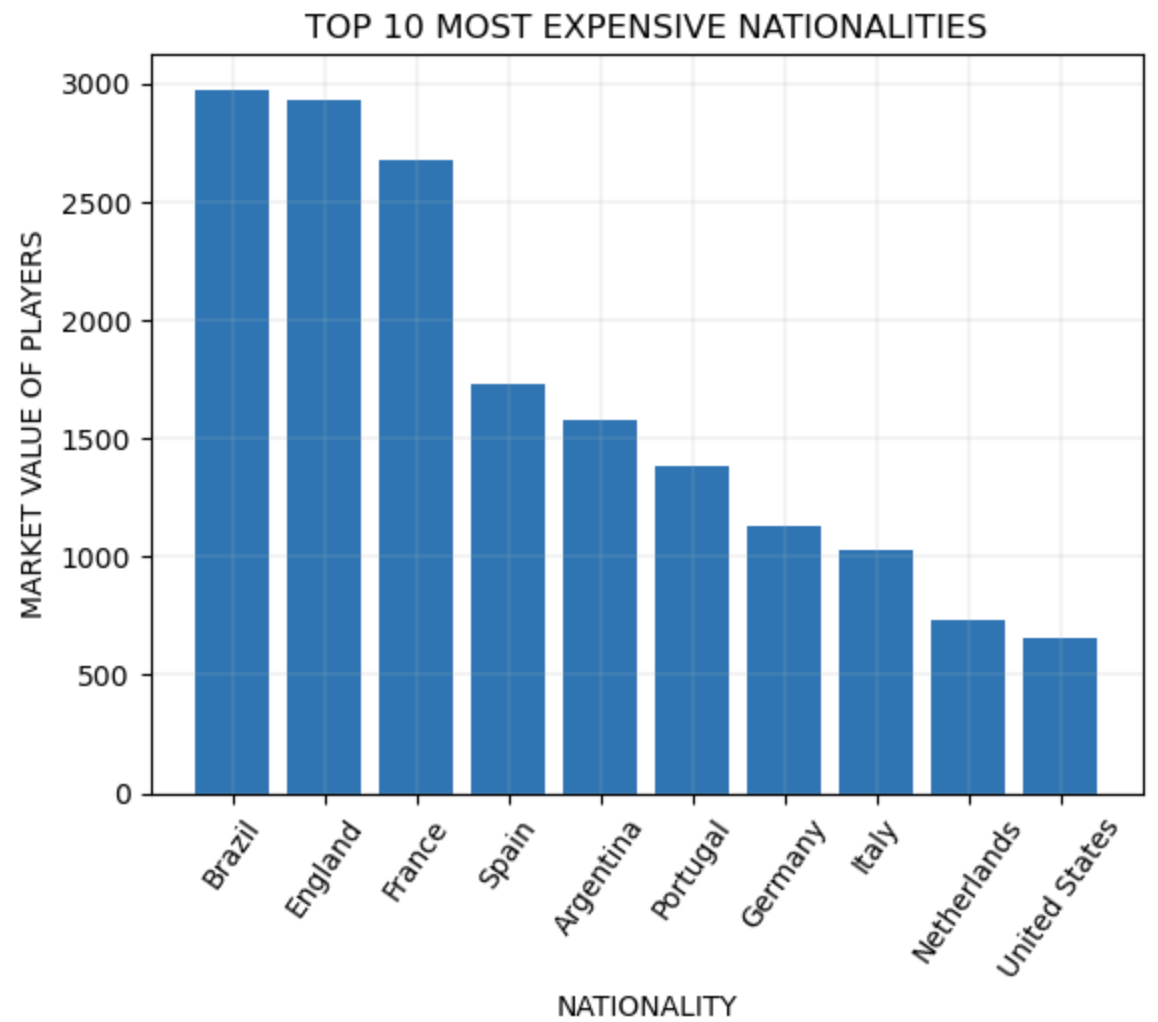 TOP 10 MOST EXPENSIVE NATIONALITIES
MARKET VALUE OF PLAYERS
3000
2500
2000
1500
1000
500
0
Brazil
England
France
Spain
Argentina
Portugal
Germany
Italy
Netherlands
United States
NATIONALITY